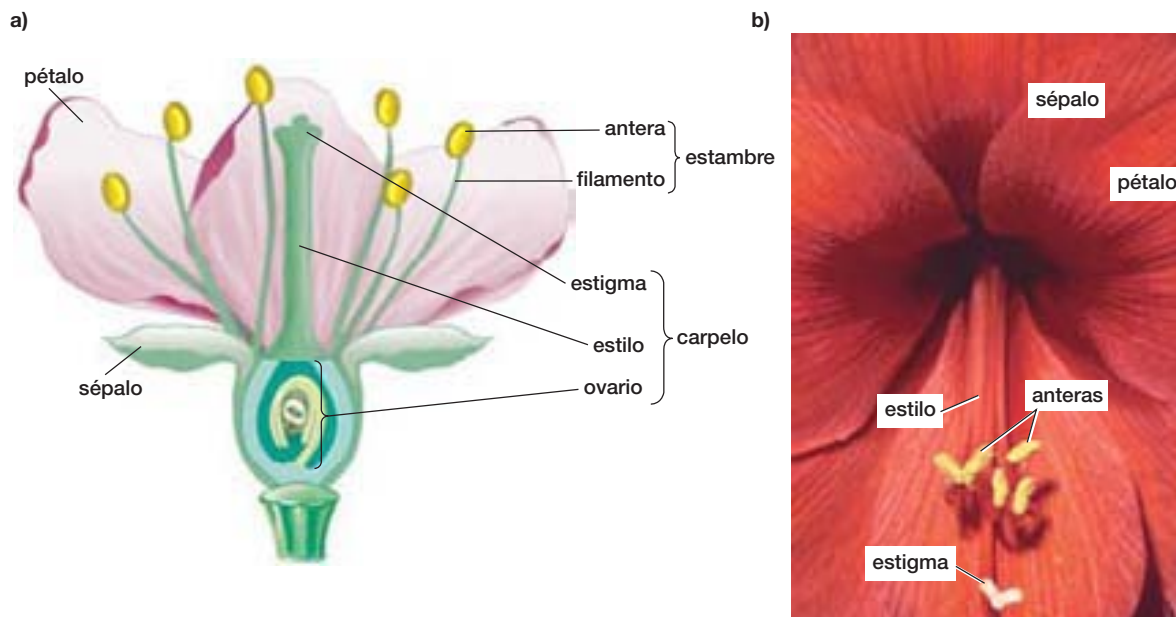 a)
pétalo
antera
estambre
filamento
estigma
carpelo
estilo
sépalo
ovario
b)
sépalo
pétalo
estilo
anteras
estigma